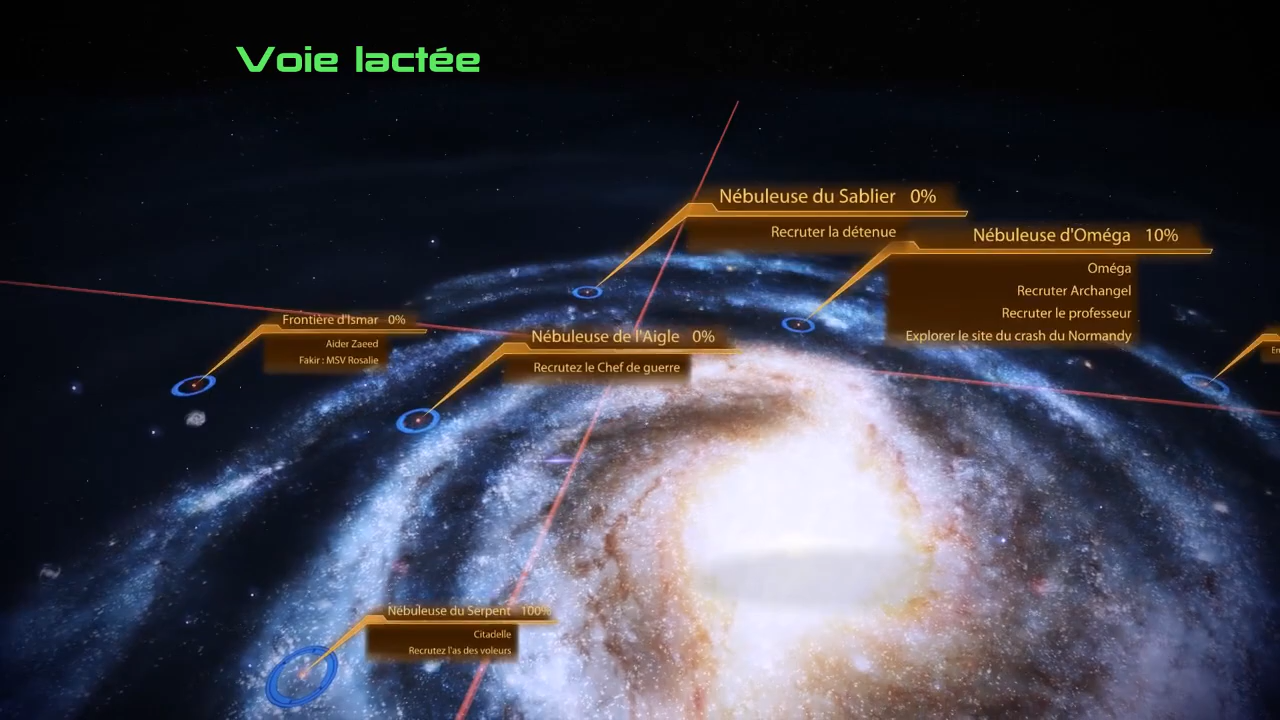 Voie lactée
Nébuleuse du Sablier 0%
Recruter la détenue
Nébuleuse d'Oméga 10%
Oméga
Recruter Archangel
Recruter le professeur
Explorer le site du crash du Normandy
Frontière d'Ismar 0%
Aider Zaeed
Fakir : MSV Rosalie
Nébuleuse de l'Aigle 0%
Recrutez le Chef de guerre
Nébuleuse du Serpent 100%
Citadelle
Recrutez l'as des voleurs